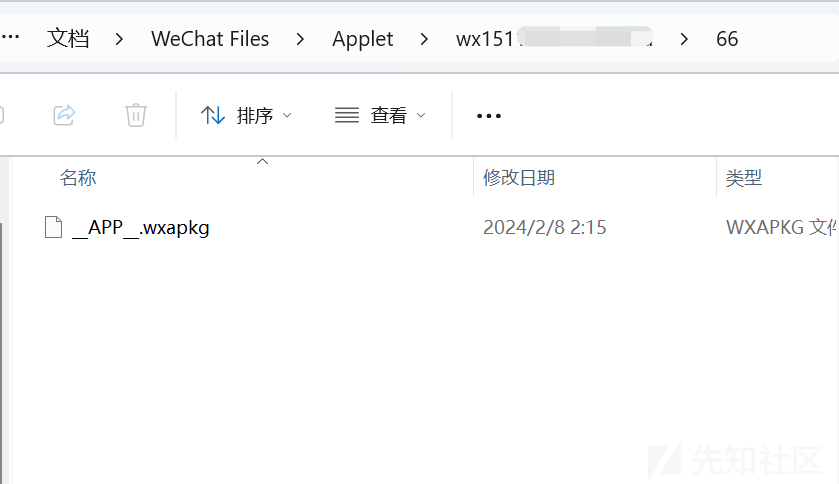 ··· 文档 > WeChat Files > Applet > wx151 > 66
排序 查看 ···
名称 修改日期 类型
__APP__.wxapkg 2024/2/8 2:15 WXAPKG 文件
先知社区